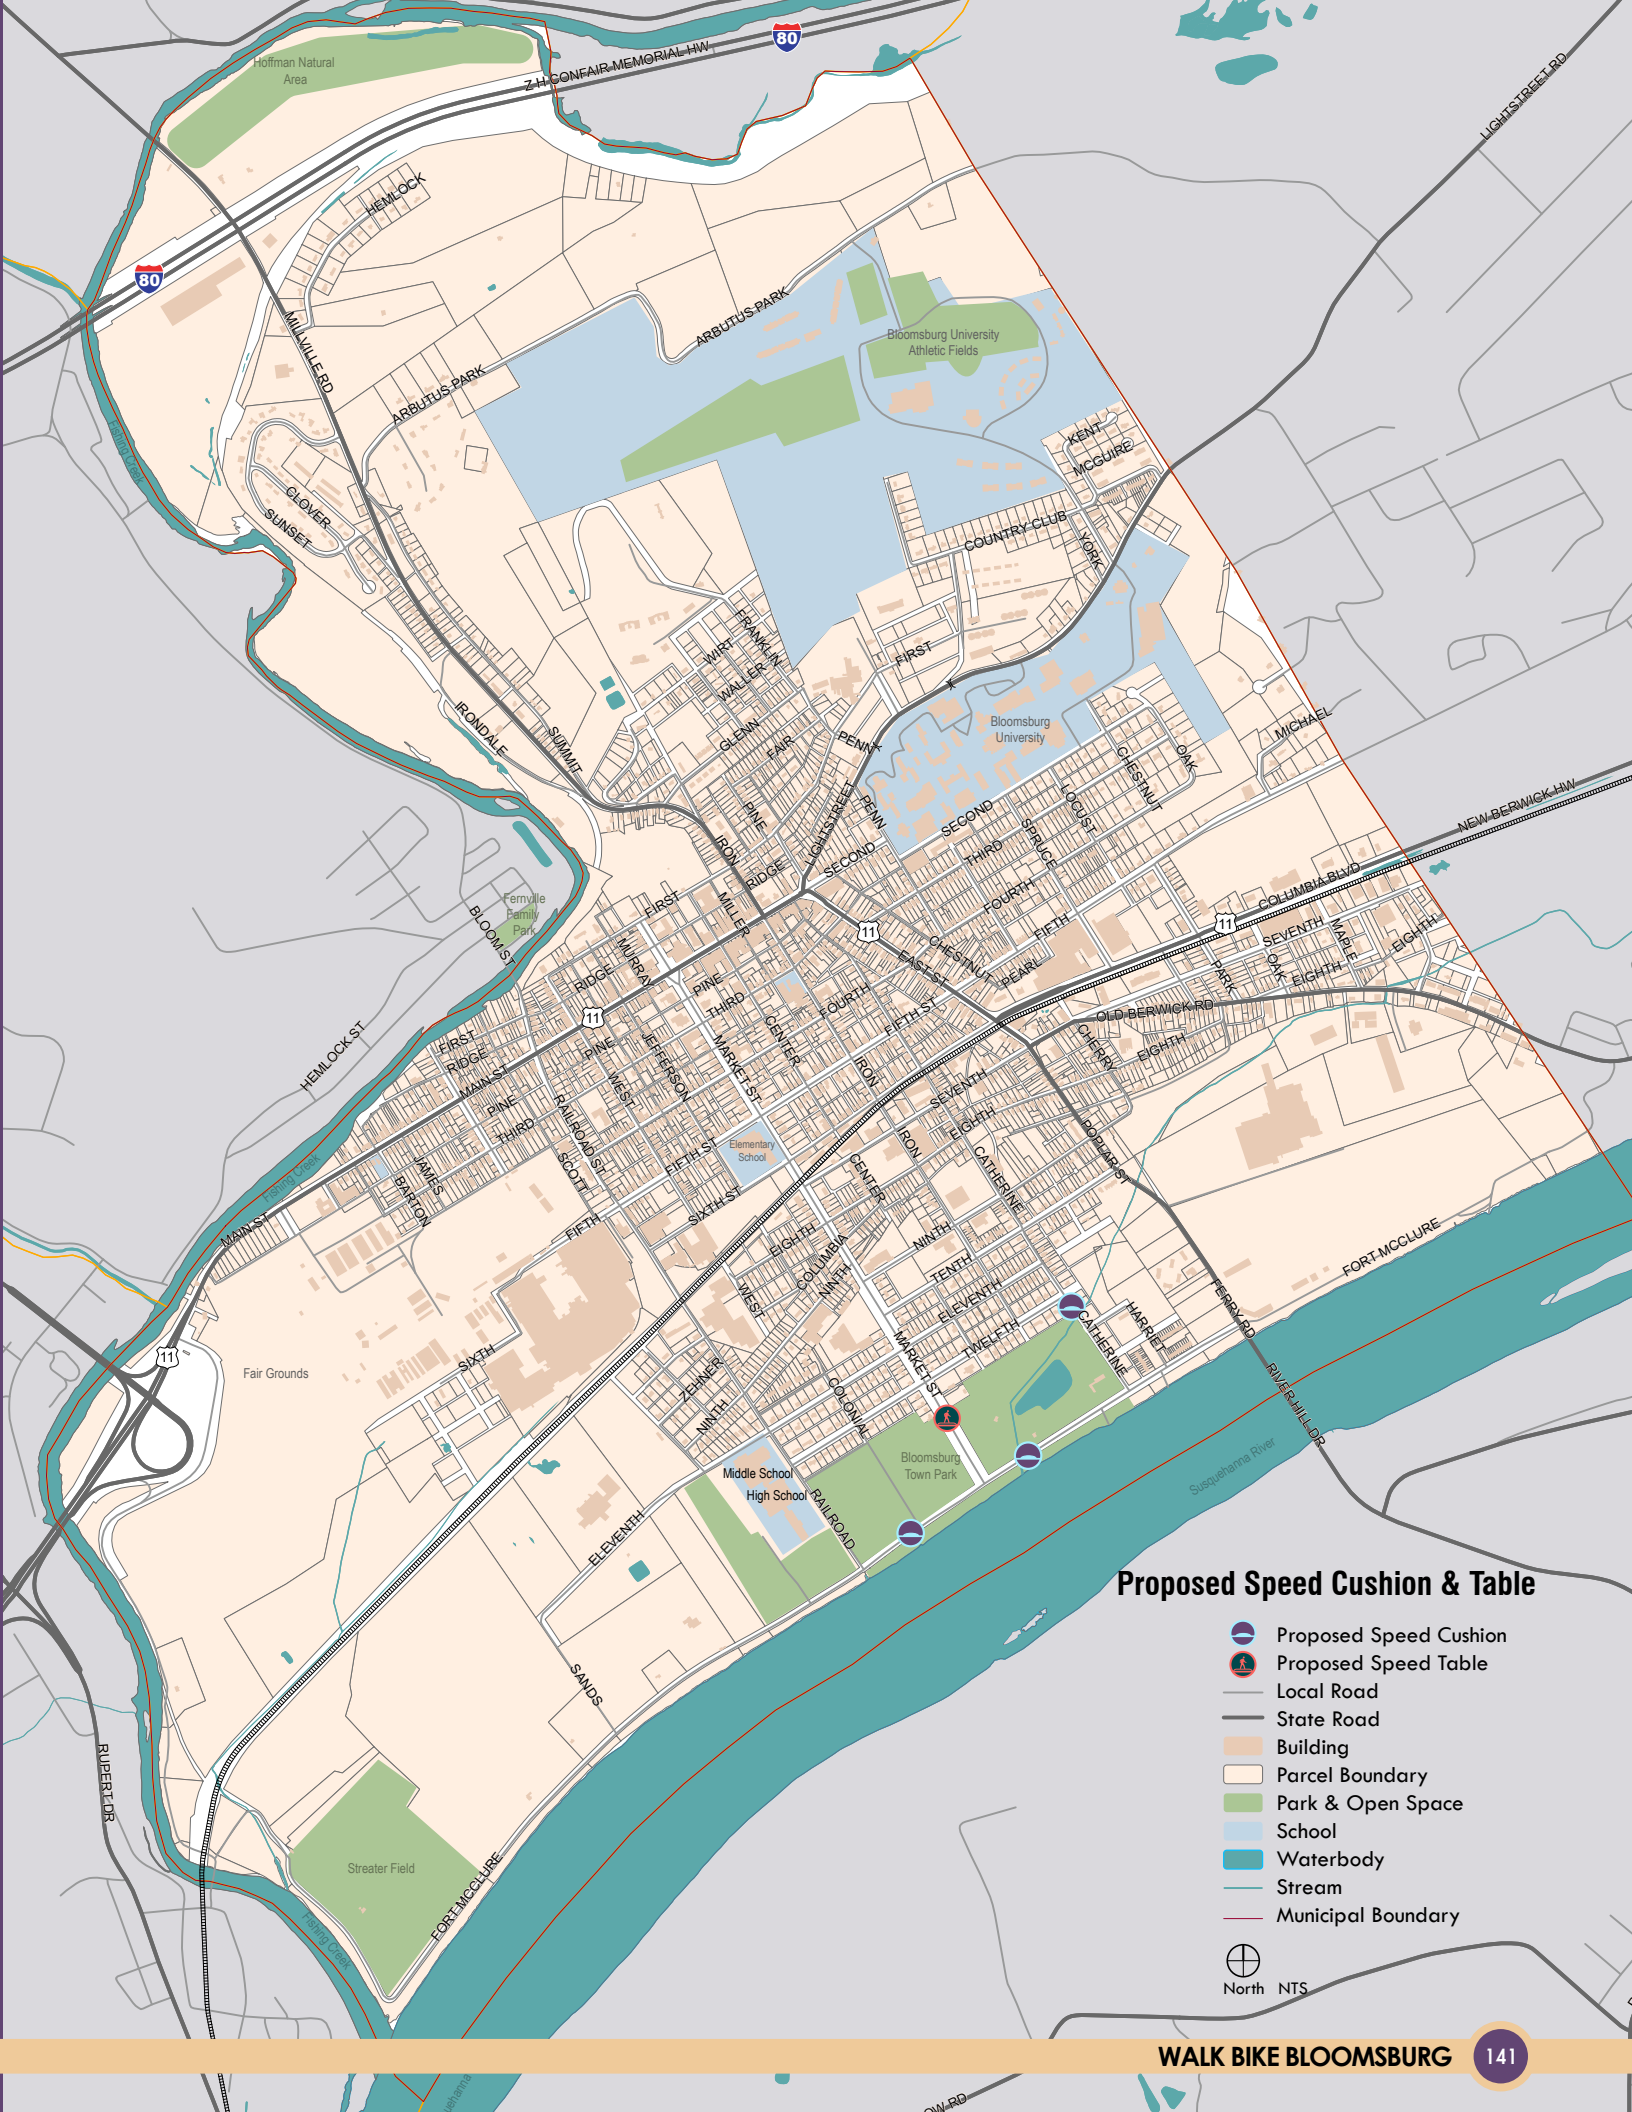 80
Z H CONFAIR MEMORIAL HW
Hoffman Natural
Area
LIGHTSTREET RD
HEMLOCK
80
MILLVILLE RD
ARBUTUS PARK
ARBUTUS PARK
Bloomsburg University
Athletic Fields
Fishing Creek
KENT
MCGUIRE
CLOVER
SUNSET
COUNTRY CLUB
YORK
FRANKLIN
WIRT
WALLER
FIRST
GLENN
FAIR
PENN
Bloomsburg
University
IRONDALE
SUMMIT
MICHAEL
OAK
CHESTNUT
LOCUST
PINE
LIGHTSTREET
PENN
SECOND
SPRUCE
NEW BERWICK HW
IRON
RIDGE
SECOND
THIRD
FOURTH
COLUMBIA BLVD
Fernville
Family
Park
BLOOM ST
FIRST
MILLER
11
CHESTNUT
FIFTH
11
SEVENTH
MAPLE
EIGHTH
MURRAY
RIDGE
PINE
EAST ST
PEARL
PARK
OAK
EIGHTH
11
THIRD
FOURTH
FIFTH ST
OLD BERWICK RD
HEMLOCK ST
FIRST
RIDGE
MAIN ST
PINE
JEFFERSON
MARKET ST
CENTER
IRON
CHERRY
EIGHTH
PINE
WEST
SEVENTH
THIRD
RAILROAD ST
EIGHTH
IRON
POPLAR ST
Elementary
School
FIFTH ST
SCOTT
JAMES
BARTON
CENTER
CATHERINE
Fishing Creek
MAIN ST
SIXTH ST
FIFTH
EIGHTH
NINTH
FORT MCCLURE
COLUMBIA
NINTH
TENTH
WEST
ELEVENTH
FERRY RD
HARRIET
CATHERINE
11
SIXTH
Fair Grounds
MARKET ST
TWELFTH
ZEHNER
NINTH
COLONIAL
RIVER HILL DR
Bloomsburg
Town Park
Susquehanna River
Middle School
High School
RAILROAD
ELEVENTH
SANDS
RUPERT DR
Streater Field
FORT MCCLURE
Fishing Creek
Proposed Speed Cushion & Table
Proposed Speed Cushion
Proposed Speed Table
Local Road
State Road
Building
Parcel Boundary
Park & Open Space
School
Waterbody
Stream
Municipal Boundary
North NTS
WALK BIKE BLOOMSBURG 141